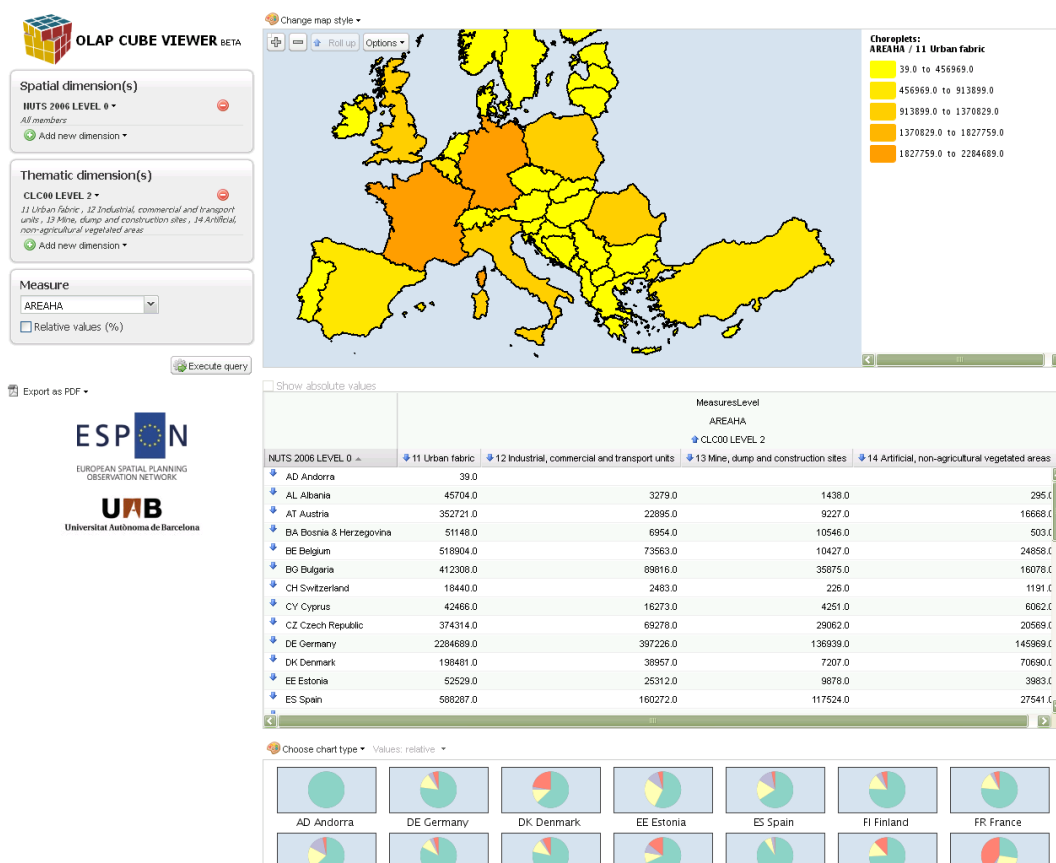 OLAP CUBE VIEWER BETA
Spatial dimension(s)
NUTS 2006 LEVEL 0
All members
Add new dimension
Thematic dimension(s)
CLC00 LEVEL 2
11 Urban fabric , 12 Industrial, commercial and transport
units , 13 Mine, dump and construction sites , 14 Artificial,
non-agricultural vegetated areas
Add new dimension
Measure
AREAHA
Relative values (%)
Execute query
Export as PDF
ESPON
EUROPEAN SPATIAL PLANNING
OBSERVATION NETWORK
UAB
Universitat Autònoma de Barcelona
Change map style
Roll up Options
Choroplets:
AREAHA / 11 Urban fabric
39.0 to 456969.0
456969.0 to 913899.0
913899.0 to 1370829.0
1370829.0 to 1827759.0
1827759.0 to 2284689.0
Show absolute values
MeasuresLevel
AREAHA
CLC00 LEVEL 2
NUTS 2006 LEVEL 0 11 Urban fabric 12 Industrial, commercial and transport units 13 Mine, dump and construction sites 14 Artificial, non-agricultural vegetated areas
AD Andorra 39.0
AL Albania 45704.0 3279.0 1438.0 295.0
AT Austria 352721.0 22895.0 9227.0 16668.0
BA Bosnia & Herzegovina 51148.0 6954.0 10546.0 503.0
BE Belgium 518904.0 73563.0 10427.0 24858.0
BG Bulgaria 412308.0 89816.0 35875.0 16078.0
CH Switzerland 18440.0 2483.0 226.0 1191.0
CY Cyprus 42466.0 16273.0 4251.0 6062.0
CZ Czech Republic 374314.0 69278.0 29062.0 20569.0
DE Germany 2284689.0 397226.0 136939.0 145969.0
DK Denmark 198481.0 38957.0 7207.0 70690.0
EE Estonia 52529.0 25312.0 9878.0 3983.0
ES Spain 588287.0 160272.0 117524.0 27541.0
Choose chart type Values: relative
AD Andorra DE Germany DK Denmark EE Estonia ES Spain FI Finland FR France